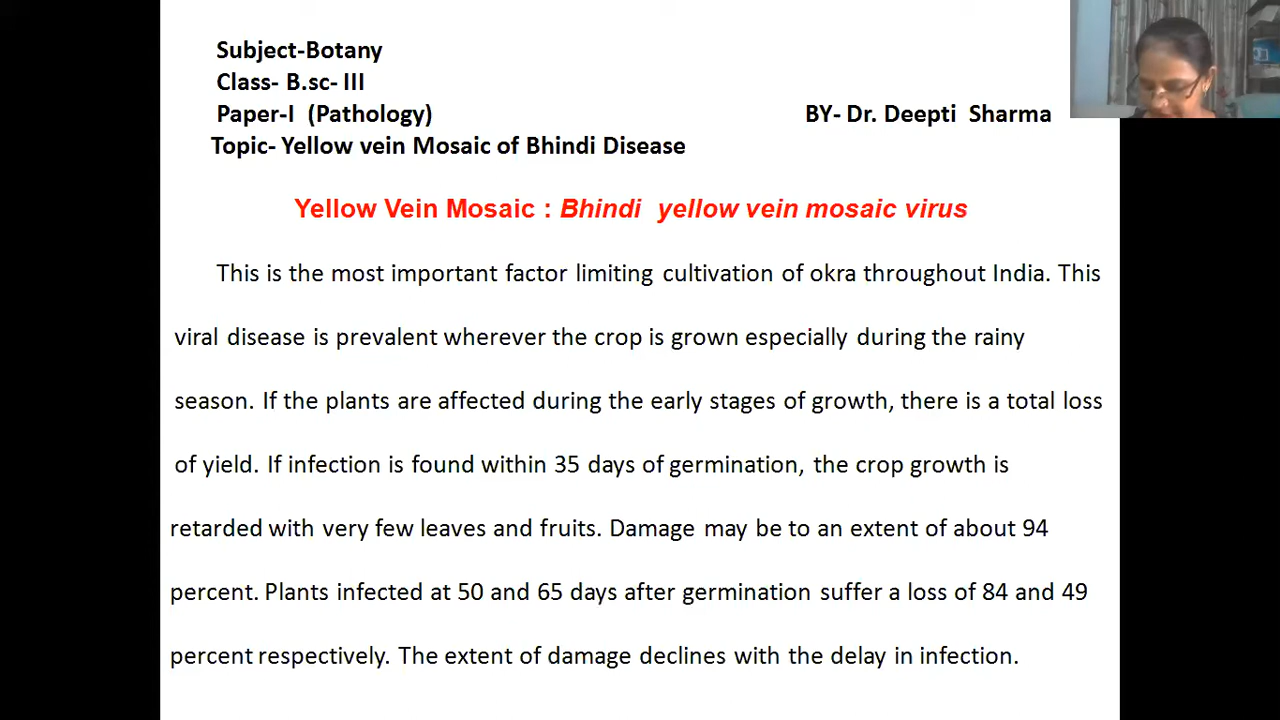 Subject-Botany
Class- B.sc- III
Paper-I (Pathology)
BY- Dr. Deepti Sharma
Topic- Yellow vein Mosaic of Bhindi Disease
Yellow Vein Mosaic : Bhindi yellow vein mosaic virus
This is the most important factor limiting cultivation of okra throughout India. This
viral disease is prevalent wherever the crop is grown especially during the rainy
season. If the plants are affected during the early stages of growth, there is a total loss
of yield. If infection is found within 35 days of germination, the crop growth is
retarded with very few leaves and fruits. Damage may be to an extent of about 94
percent. Plants infected at 50 and 65 days after germination suffer a loss of 84 and 49
percent respectively. The extent of damage declines with the delay in infection.